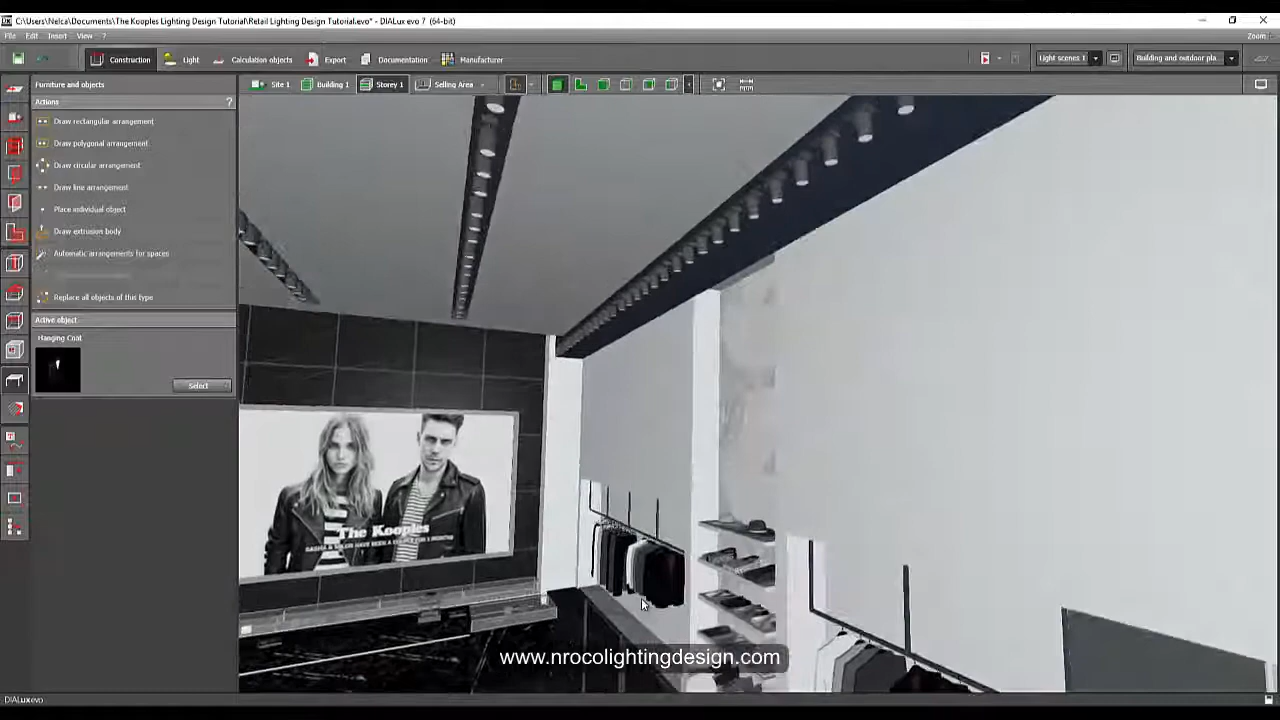 C:\Users\Nelca\Documents\The Kooples Lighting Design Tutorial\Retail Lighting Design Tutorial.evo* - DIALux evo 7 (64-bit)
File Edit Insert View ? Zoom
Construction Light Calculation objects Export Documentation Manufacturer Light scenes 1 Building and outdoor pla...
Furniture and objects Site 1 Building 1 Storey 1 Selling Area
Actions ?
Draw rectangular arrangement
Draw polygonal arrangement
Draw circular arrangement
Draw line arrangement
Place individual object
Draw extrusion body
Automatic arrangements for spaces
Replace all objects of this type
Active object
Hanging Coat
Select
The Kooples
www.nrocolightingdesign.com
DIALux evo